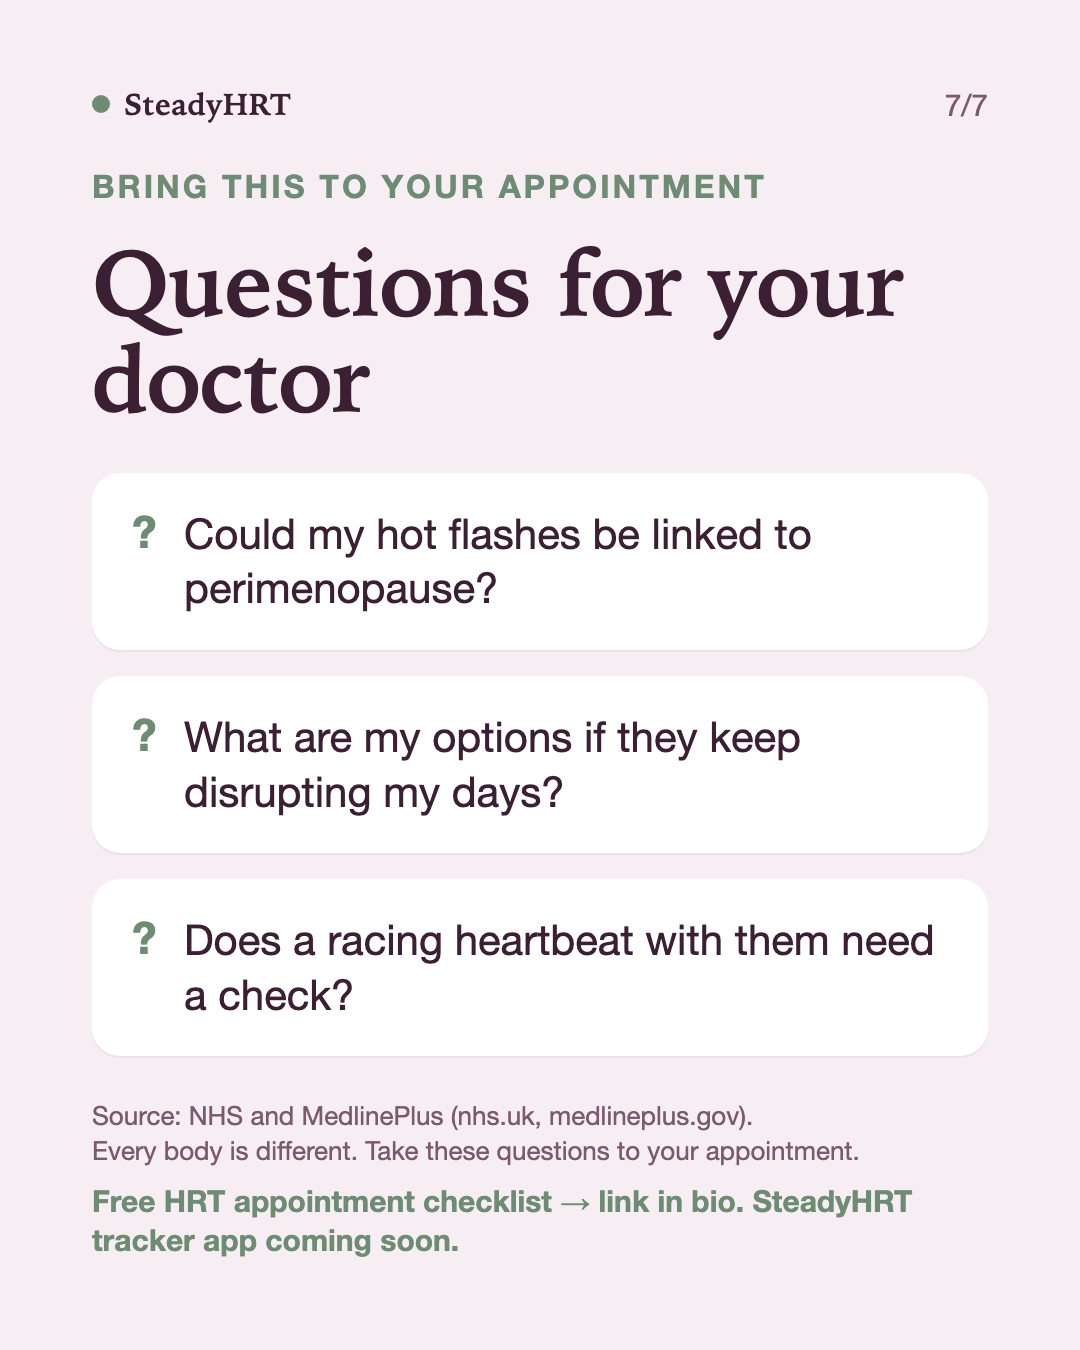 SteadyHRT
7/7
BRING THIS TO YOUR APPOINTMENT
Questions for your
doctor
? Could my hot flashes be linked to
perimenopause?
? What are my options if they keep
disrupting my days?
? Does a racing heartbeat with them need
a check?
Source: NHS and MedlinePlus (nhs.uk, medlineplus.gov).
Every body is different. Take these questions to your appointment.
Free HRT appointment checklist → link in bio. SteadyHRT
tracker app coming soon.